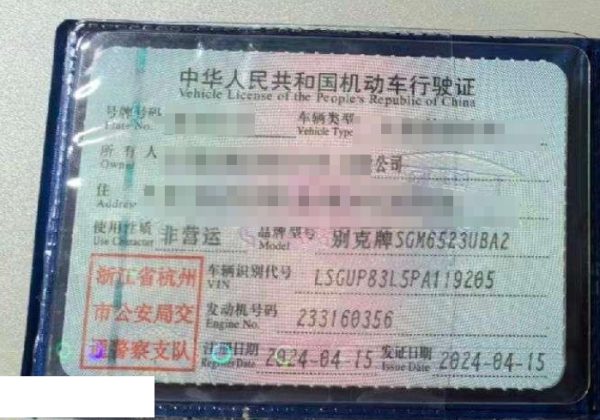 中华人民共和国机动车行驶证
Vehicle License of the People's Republic of China
号牌号码 车辆类型
Plate No. Vehicle Type
所有人 公司
Owner
住
Address
使用性质 非营运 品牌型号 别克牌SGM6523UBA2
Use Character Model
浙江省杭州 车辆识别代号 LSGUP83L5PA119205
VIN
市公安局交 发动机号码 233160356
Engine No.
通警察支队 注册日期 2024-04-15 发证日期 2024-04-15
Register Date Issue Date